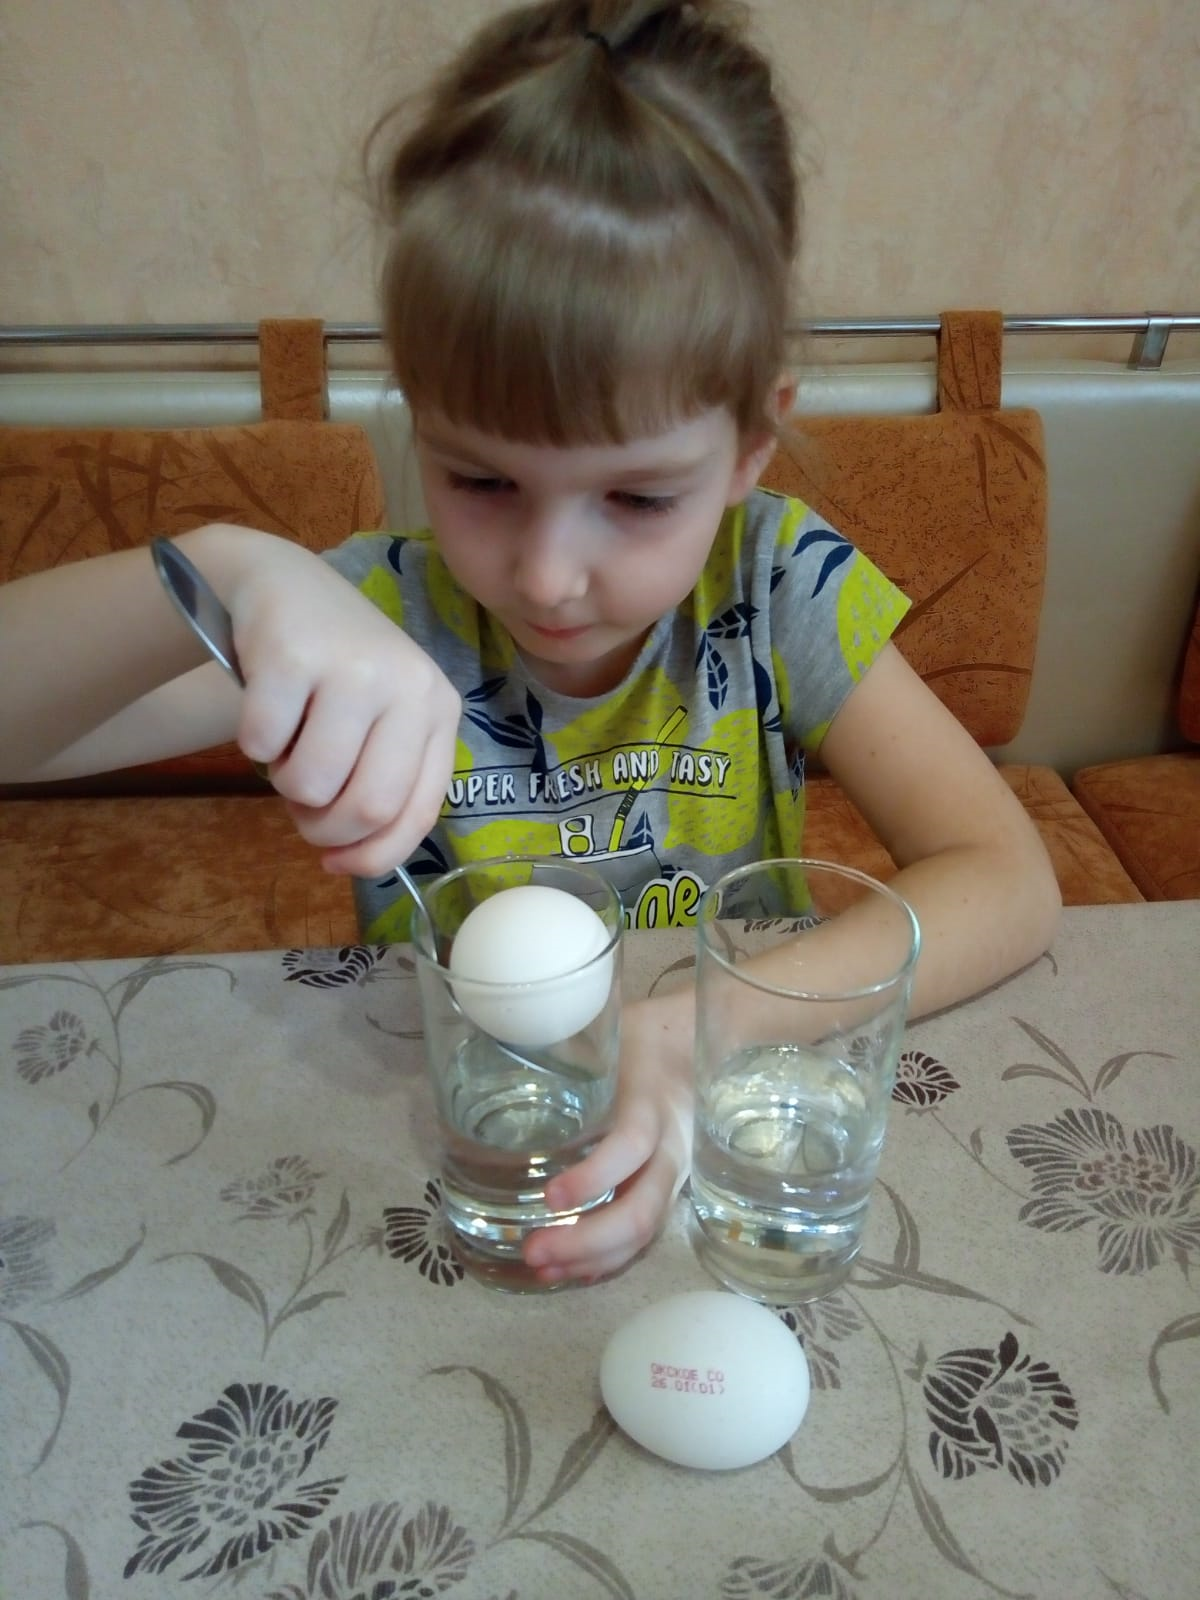 UPER FRESH AND TASY
ОКСКОЕ СО
26.01(01)